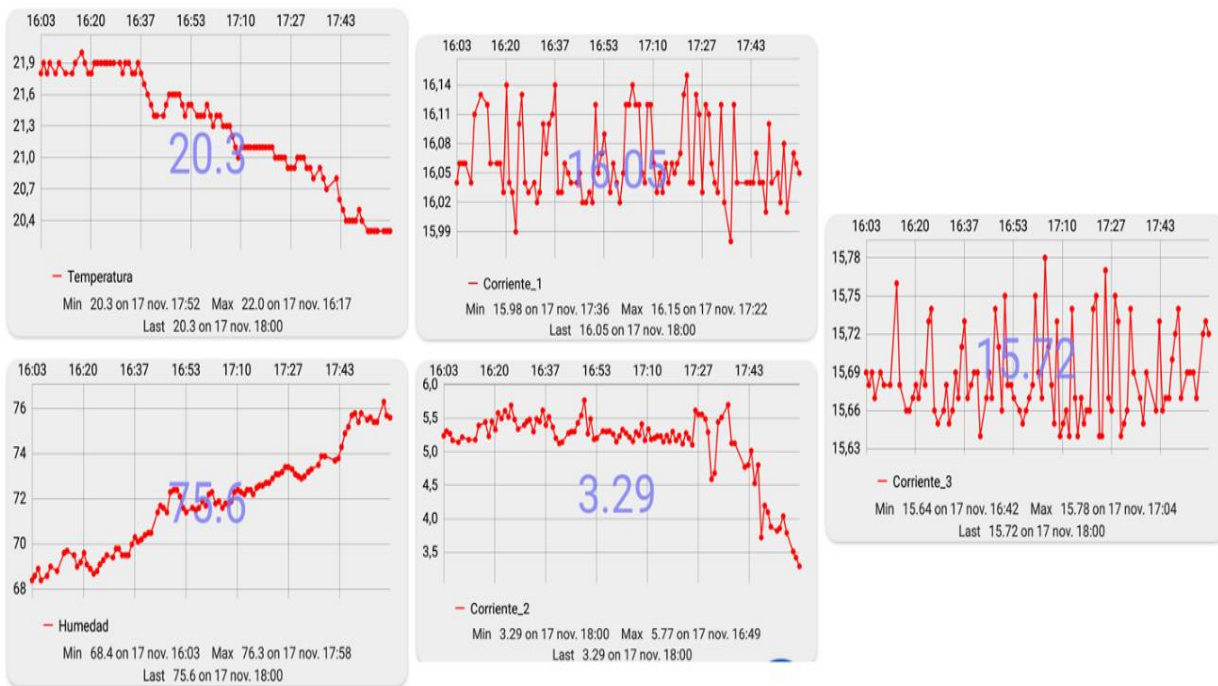 16:03 16:20 16:37 16:53 17:10 17:27 17:43
21,9
21,6
21,3
21,0
20,7
20,4
20.3
Temperatura
Min 20.3 on 17 nov. 17:52 Max 22.0 on 17 nov. 16:17
Last 20.3 on 17 nov. 18:00
16:03 16:20 16:37 16:53 17:10 17:27 17:43
76
74
72
70
68
75.6
Humedad
Min 68.4 on 17 nov. 16:03 Max 76.3 on 17 nov. 17:58
Last 75.6 on 17 nov. 18:00
16:03 16:20 16:37 16:53 17:10 17:27 17:43
16,14
16,11
16,08
16,05
16,02
15,99
16.05
Corriente_1
Min 15.98 on 17 nov. 17:36 Max 16.15 on 17 nov. 17:22
Last 16.05 on 17 nov. 18:00
16:03 16:20 16:37 16:53 17:10 17:27 17:43
6,0
5,5
5,0
4,5
4,0
3,5
3.29
Corriente_2
Min 3.29 on 17 nov. 18:00 Max 5.77 on 17 nov. 16:49
Last 3.29 on 17 nov. 18:00
16:03 16:20 16:37 16:53 17:10 17:27 17:43
15,78
15,75
15,72
15,69
15,66
15,63
15.72
Corriente_3
Min 15.64 on 17 nov. 16:42 Max 15.78 on 17 nov. 17:04
Last 15.72 on 17 nov. 18:00